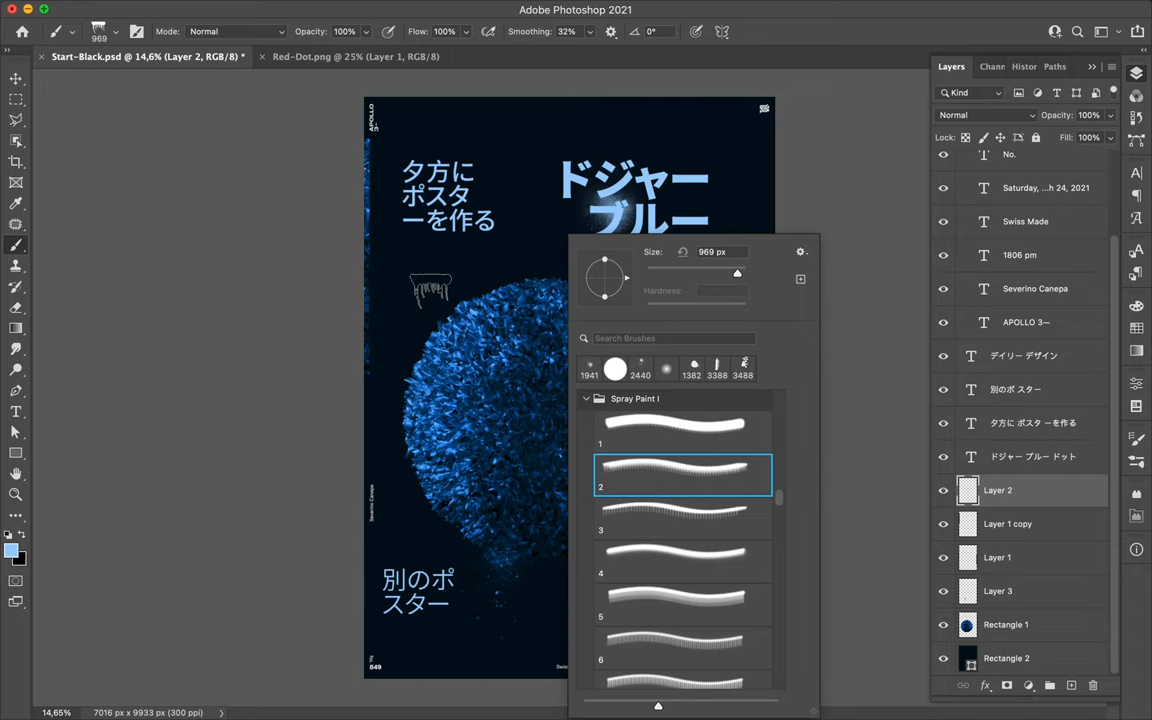 Adobe Photoshop 2021
969
Mode: Normal
Opacity: 100%
Flow: 100%
Smoothing: 32%
0°
Start-Black.psd @ 14,6% (Layer 2, RGB/8) *
Red-Dot.png @ 25% (Layer 1, RGB/8)
APOLLO
3—
夕方に
ポスタ
ーを作る
ドジャー
ブルー
Severino Canepa
別のポ
スター
No.
849
Swiss
Size: 969 px
Hardness:
Search Brushes
1941
2440
1382
3388
3488
Spray Paint I
1
2
3
4
5
6
Layers
Chann
Histor
Paths
Kind
Normal
Opacity: 100%
Lock:
Fill: 100%
No.
Saturday, ...h 24, 2021
Swiss Made
1806 pm
Severino Canepa
APOLLO 3—
デイリー デザイン
別のポ スター
夕方に ポスタ ーを作る
ドジャー ブルー ドット
Layer 2
Layer 1 copy
Layer 1
Layer 3
Rectangle 1
Rectangle 2
14,65%
7016 px x 9933 px (300 ppi)